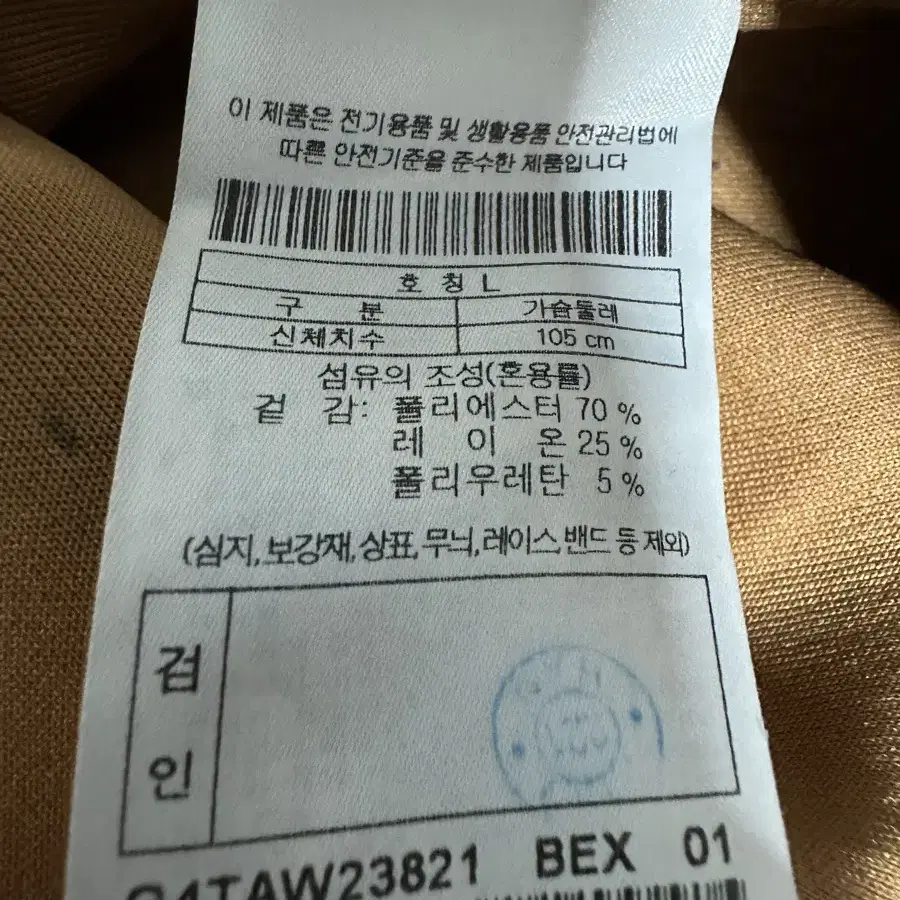 이 제품은 전기용품 및 생활용품 안전관리법에
따른 안전기준을 준수한 제품입니다
호 칭 L
구 분 가슴둘레
신체치수 105 cm
섬유의 조성(혼용률)
겉 감: 폴리에스터 70 %
레 이 온 25 %
폴리우레탄 5 %
(심지, 보강재, 상표, 무늬, 레이스, 밴드 등 제외)
검
인
BEX 01